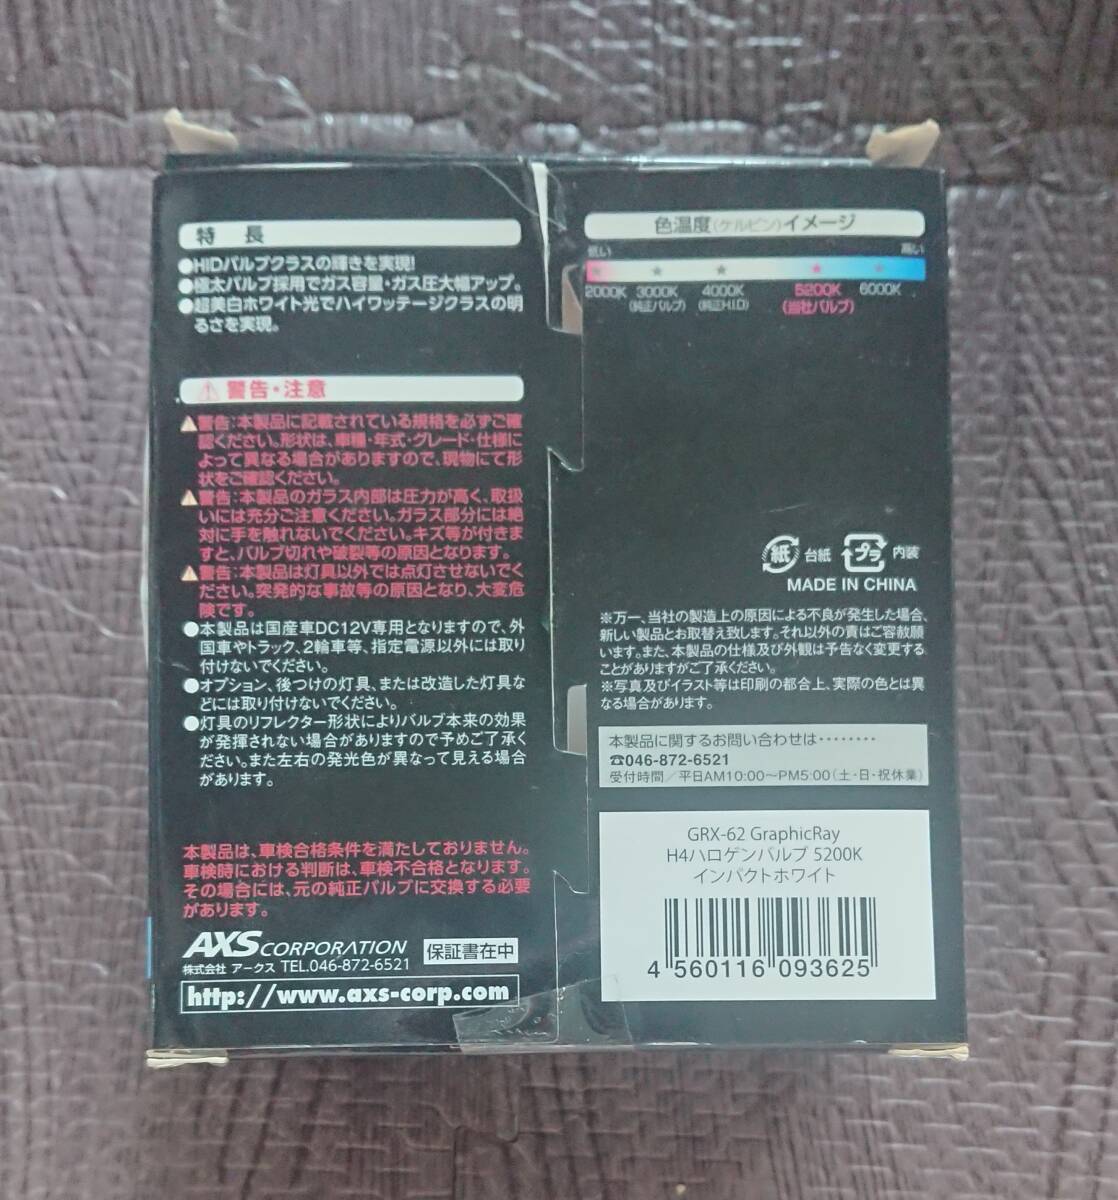 特 長
●HIDバルブクラスの輝きを実現!
●極太バルブ採用でガス容量・ガス圧大幅アップ。
●超美白ホワイト光でハイワッテージクラスの明
るさを実現。
警告・注意
警告:本製品に記載されている規格を必ずご確
認ください。形状は、車種・年式・グレード・仕様に
よって異なる場合がありますので、現物にて形
状をご確認ください。
警告:本製品のガラス内部は圧力が高く、取扱
いには充分ご注意ください。ガラス部分には絶
対に手を触れないでください。キズ等が付きま
すと、バルブ切れや破裂等の原因となります。
警告:本製品は灯具以外では点灯させないでく
ださい。突発的な事故等の原因となり、大変危
険です。
●本製品は国産車DC12V専用となりますので、外
国車やトラック、2輪車等、指定電源以外には取り
付けないでください。
●オプション、後つけの灯具、または改造した灯具な
どには取り付けないでください。
●灯具のリフレクター形状によりバルブ本来の効果
が発揮されない場合がありますので予めご了承く
ださい。また左右の発光色が異なって見える場合
があります。
本製品は、車検合格条件を満たしておりません。
車検時における判断は、車検不合格となります。
その場合には、元の純正バルブに交換する必要
があります。
AXS CORPORATION
株式会社 アークス TEL.046-872-6521
保証書在中
http://www.axs-corp.com
色温度(ケルビン)イメージ
低い 高い
2000K 3000K 4000K 5200K 6000K
(純正バルブ) (純正H.I.D) (当社バルブ)
紙 台紙 プラ 内装
MADE IN CHINA
※万一、当社の製造上の原因による不良が発生した場合、
新しい製品とお取替え致します。それ以外の責はご容赦願
います。また、本製品の仕様及び外観は予告なく変更する
ことがありますがご了承ください。
※写真及びイラスト等は印刷の都合上、実際の色とは異
なる場合があります。
本製品に関するお問い合わせは・・・・・・・・
☎046-872-6521
受付時間/平日AM10:00〜PM5:00(土・日・祝休業)
GRX-62 GraphicRay
H4ハロゲンバルブ 5200K
インパクトホワイト
4 560116 093625